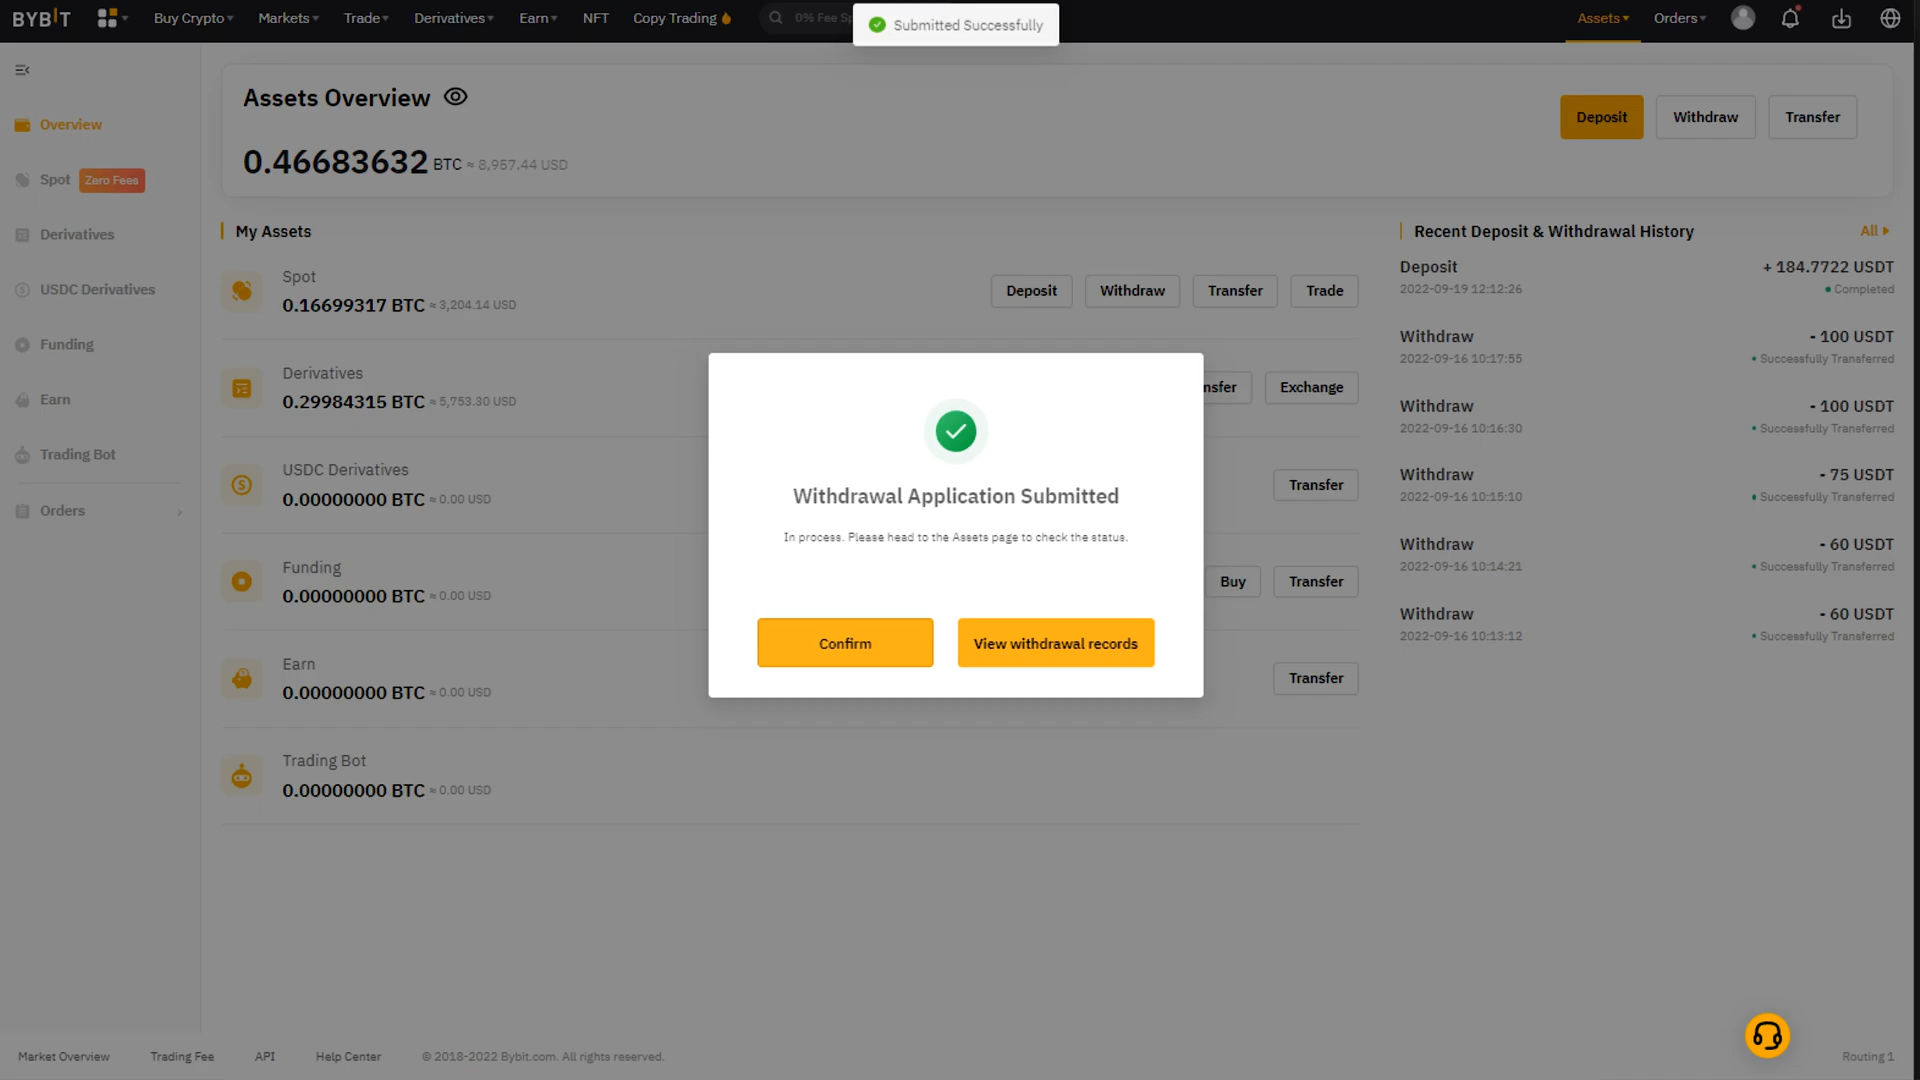 BYBIT
Buy Crypto
Markets
Trade
Derivatives
Earn
NFT
Copy Trading
0% Fee Sp
Submitted Successfully
Assets
Orders
Assets Overview
0.46683632 BTC ≈ 8,957.44 USD
Deposit
Withdraw
Transfer
Overview
Spot Zero Fees
Derivatives
USDC Derivatives
Funding
Earn
Trading Bot
Orders
My Assets
Spot
0.16699317 BTC ≈ 3,204.14 USD
Deposit
Withdraw
Transfer
Trade
Derivatives
0.29984315 BTC ≈ 5,753.30 USD
nsfer
Exchange
USDC Derivatives
0.00000000 BTC ≈ 0.00 USD
Transfer
Funding
0.00000000 BTC ≈ 0.00 USD
Buy
Transfer
Earn
0.00000000 BTC ≈ 0.00 USD
Transfer
Trading Bot
0.00000000 BTC ≈ 0.00 USD
Withdrawal Application Submitted
In process. Please head to the Assets page to check the status.
Confirm
View withdrawal records
Recent Deposit & Withdrawal History
All
Deposit + 184.7722 USDT
2022-09-19 12:12:26 Completed
Withdraw - 100 USDT
2022-09-16 10:17:55 Successfully Transferred
Withdraw - 100 USDT
2022-09-16 10:16:30 Successfully Transferred
Withdraw - 75 USDT
2022-09-16 10:15:10 Successfully Transferred
Withdraw - 60 USDT
2022-09-16 10:14:21 Successfully Transferred
Withdraw - 60 USDT
2022-09-16 10:13:12 Successfully Transferred
Market Overview
Trading Fee
API
Help Center
© 2018-2022 Bybit.com. All rights reserved.
Routing 1